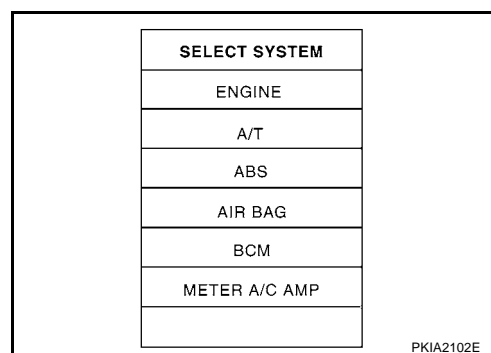 SELECT SYSTEM
ENGINE
A/T
ABS
AIR BAG
BCM
METER A/C AMP
PKIA2102E